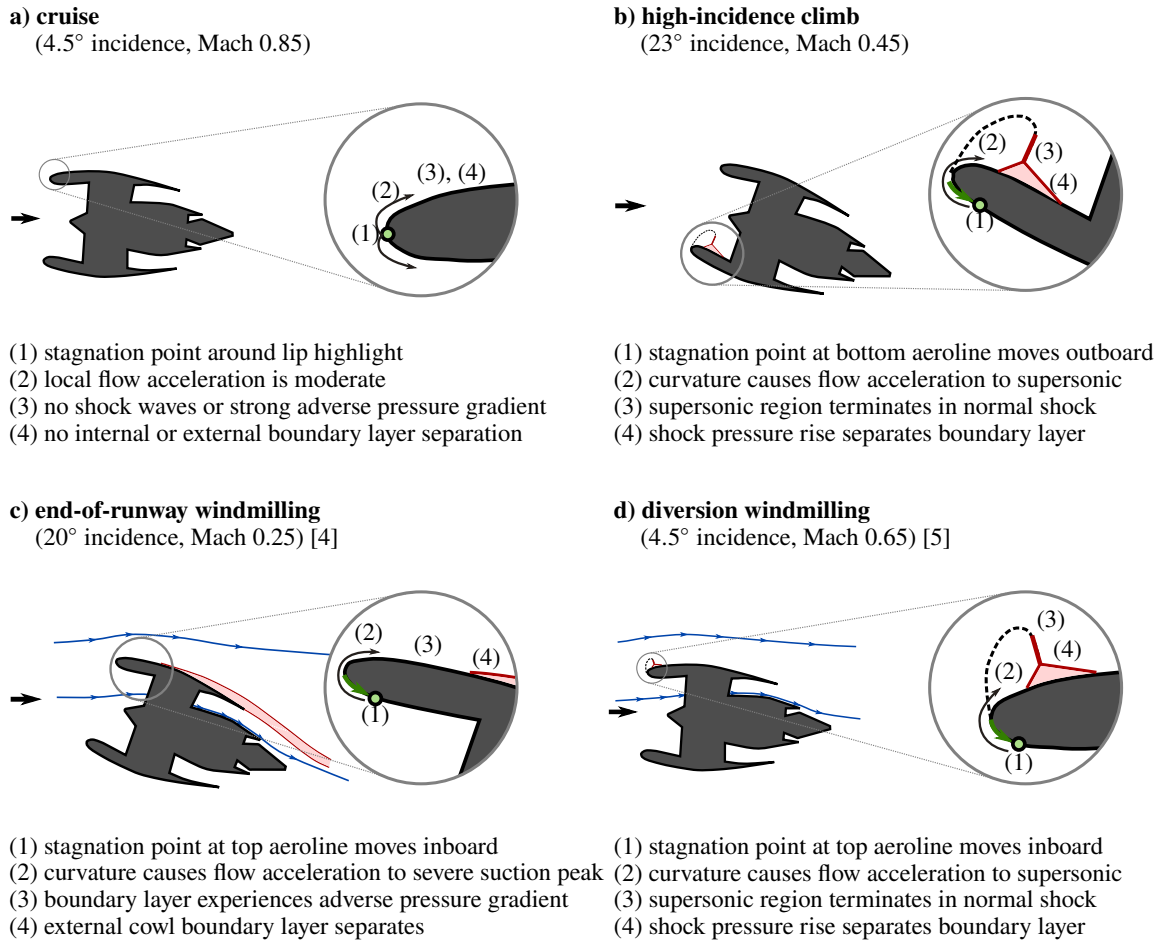 a) cruise
(4.5° incidence, Mach 0.85)
(3), (4)
(2)
(1)
(1) stagnation point around lip highlight
(2) local flow acceleration is moderate
(3) no shock waves or strong adverse pressure gradient
(4) no internal or external boundary layer separation
b) high-incidence climb
(23° incidence, Mach 0.45)
(2)
(3)
(4)
(1)
(1) stagnation point at bottom aeroline moves outboard
(2) curvature causes flow acceleration to supersonic
(3) supersonic region terminates in normal shock
(4) shock pressure rise separates boundary layer
c) end-of-runway windmilling
(20° incidence, Mach 0.25) [4]
(2)
(3)
(4)
(1)
(1) stagnation point at top aeroline moves inboard
(2) curvature causes flow acceleration to severe suction peak
(3) boundary layer experiences adverse pressure gradient
(4) external cowl boundary layer separates
d) diversion windmilling
(4.5° incidence, Mach 0.65) [5]
(3)
(4)
(2)
(1)
(1) stagnation point at top aeroline moves inboard
(2) curvature causes flow acceleration to supersonic
(3) supersonic region terminates in normal shock
(4) shock pressure rise separates boundary layer